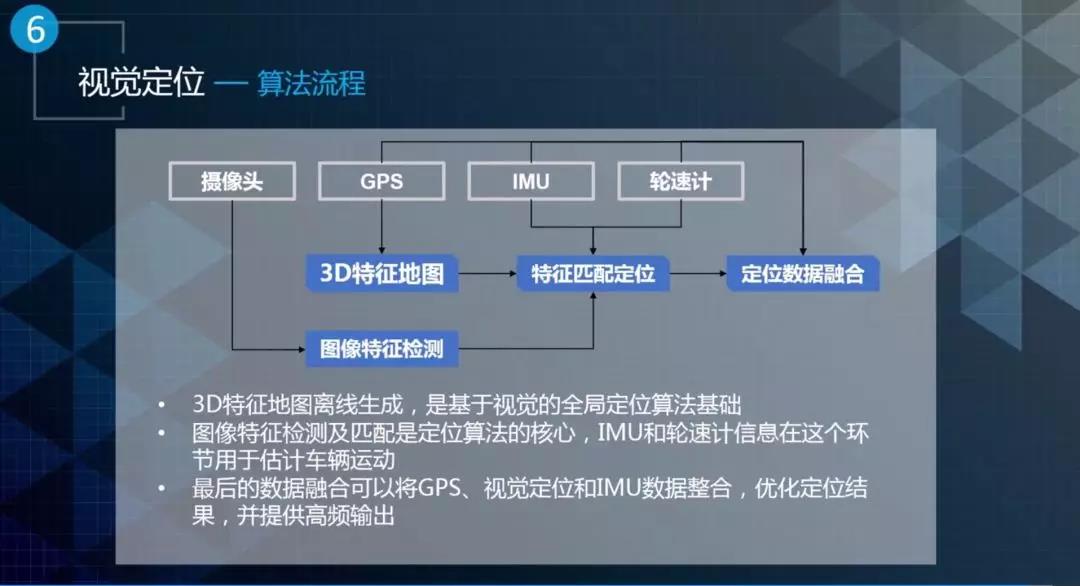 6
视觉定位 — 算法流程
摄像头
GPS
IMU
轮速计
3D特征地图
特征匹配定位
定位数据融合
图像特征检测
• 3D特征地图离线生成，是基于视觉的全局定位算法基础
• 图像特征检测及匹配是定位算法的核心，IMU和轮速计信息在这个环
节用于估计车辆运动
• 最后的数据融合可以将GPS、视觉定位和IMU数据整合，优化定位结
果，并提供高频输出